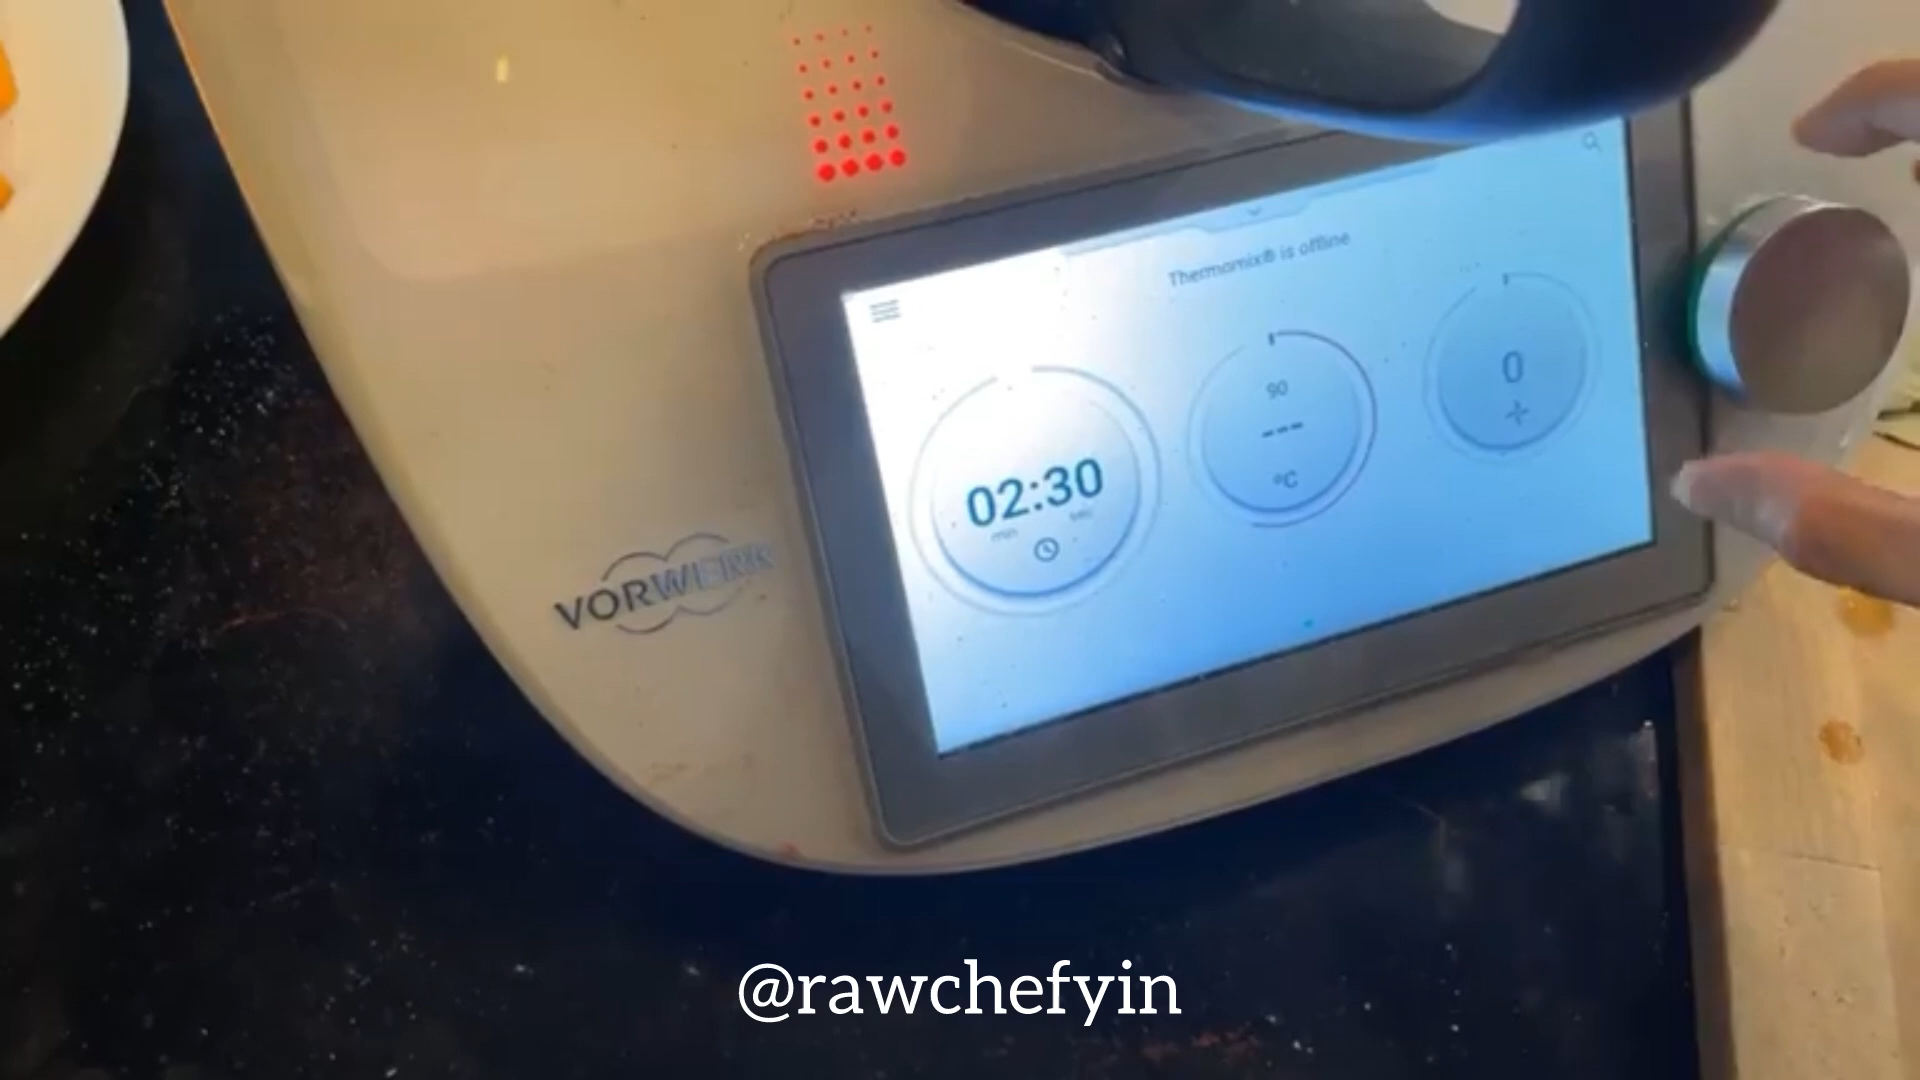 Thermomix® is offline
02:30
min sec
90
---
°C
0
VORWERK
@rawchefyin